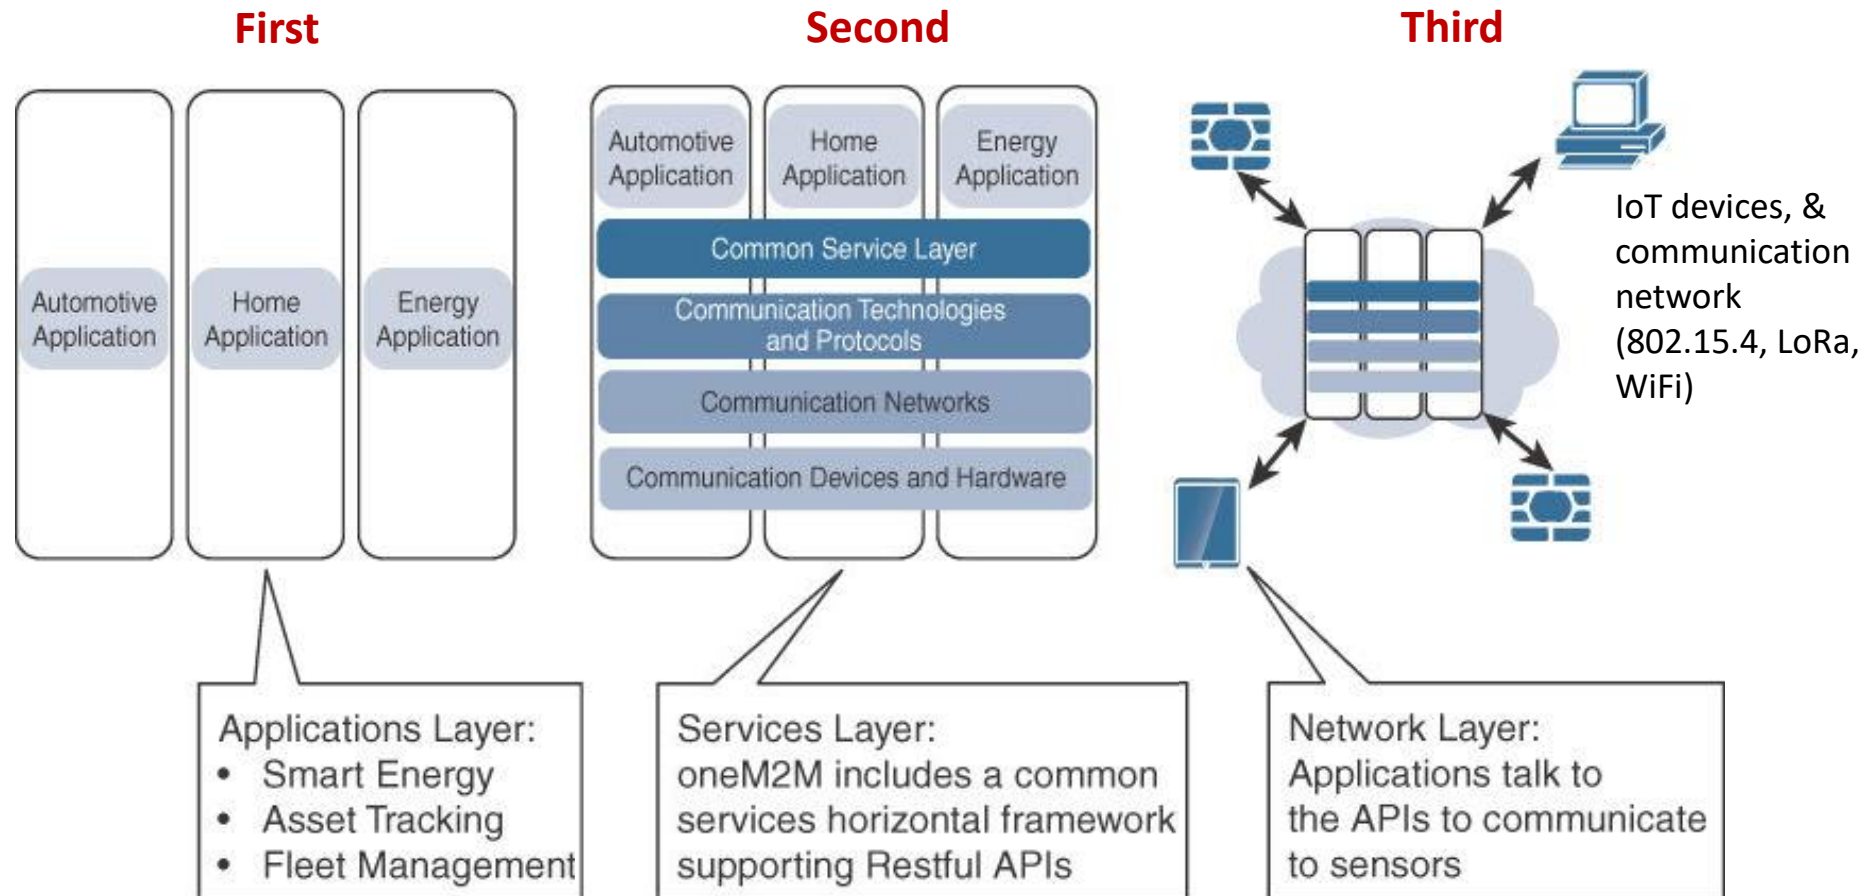 First
Second
Third
Automotive
Application
Home
Application
Energy
Application
Automotive
Application
Home
Application
Energy
Application
Common Service Layer
Communication Technologies
and Protocols
Communication Networks
Communication Devices and Hardware
IoT devices, &
communication
network
(802.15.4, LoRa,
WiFi)
Applications Layer:
• Smart Energy
• Asset Tracking
• Fleet Management
Services Layer:
oneM2M includes a common
services horizontal framework
supporting Restful APIs
Network Layer:
Applications talk to
the APIs to communicate
to sensors